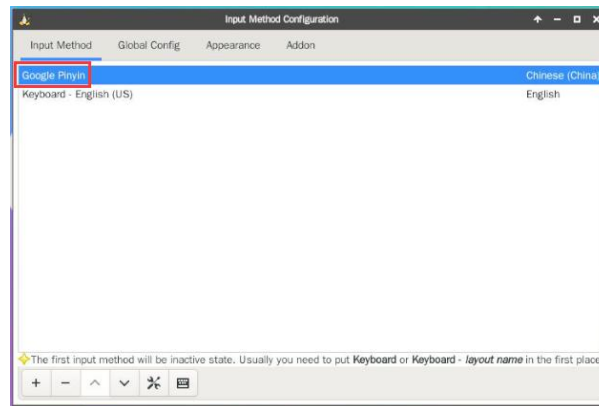 Input Method Configuration
Input Method Global Config Appearance Addon
Google Pinyin Chinese (China)
Keyboard - English (US) English
The first input method will be inactive state. Usually you need to put Keyboard or Keyboard - layout name in the first place